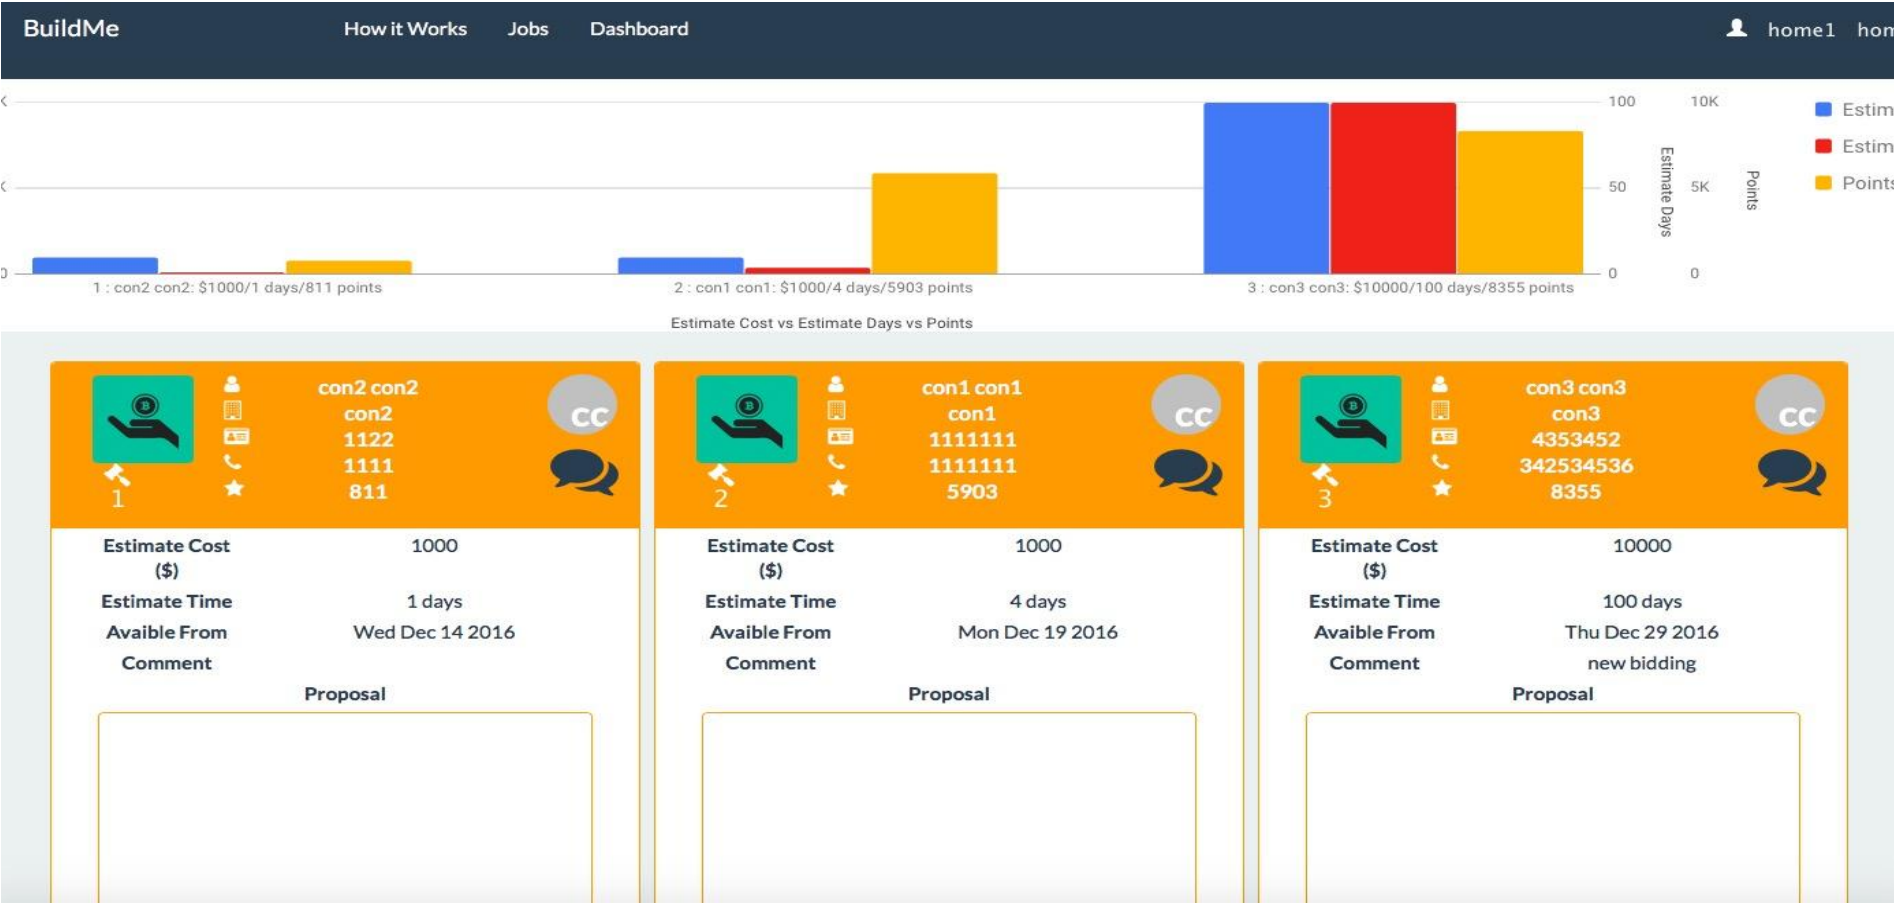 BuildMe How it Works Jobs Dashboard home1
100 10K
50 5K
0 0 0
Estimate Days
Points
Points
1 : con2 con2: $1000/1 days/811 points
2 : con1 con1: $1000/4 days/5903 points
3 : con3 con3: $10000/100 days/8355 points
Estimate Cost vs Estimate Days vs Points
con2 con2
con2
1122
1111
811
1
CC
Estimate Cost ($) 1000
Estimate Time 1 days
Avaible From Wed Dec 14 2016
Comment
Proposal
con1 con1
con1
1111111
1111111
5903
2
CC
Estimate Cost ($) 1000
Estimate Time 4 days
Avaible From Mon Dec 19 2016
Comment
Proposal
con3 con3
con3
4353452
342534536
8355
3
CC
Estimate Cost ($) 10000
Estimate Time 100 days
Avaible From Thu Dec 29 2016
Comment new bidding
Proposal